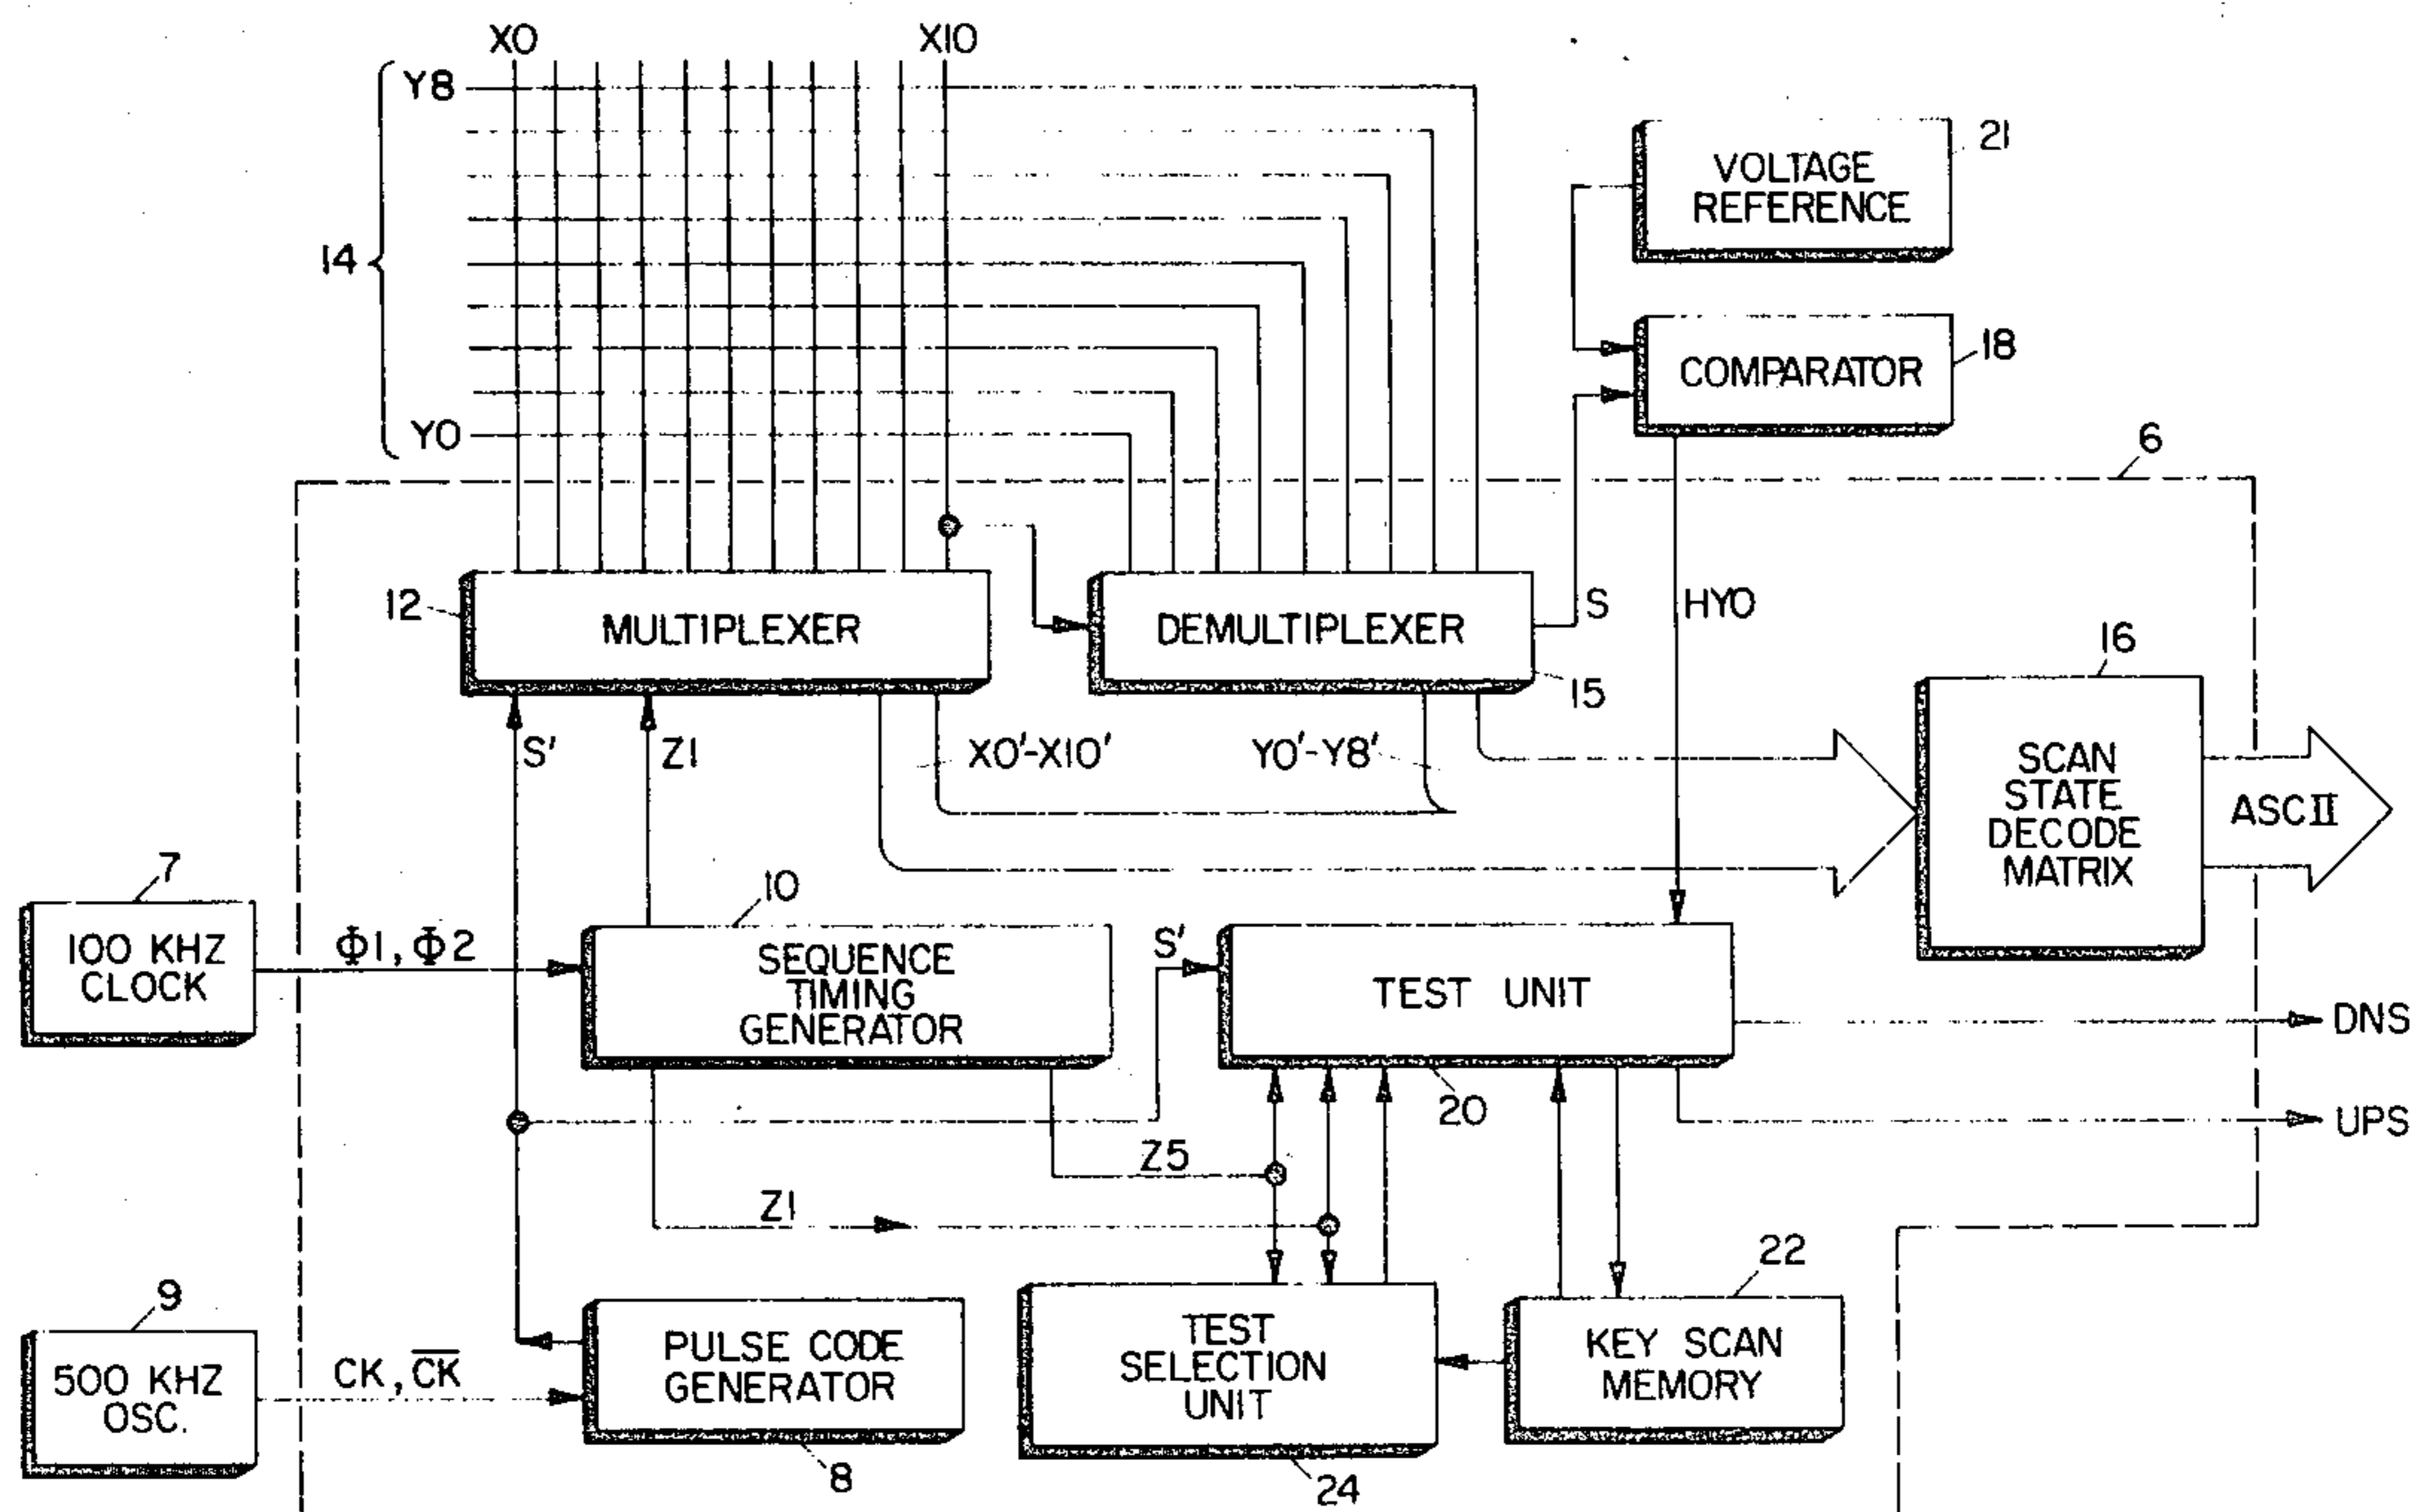 X0
X10
Y8
14
Y0
VOLTAGE
REFERENCE
21
COMPARATOR
18
6
12
MULTIPLEXER
DEMULTIPLEXER
15
S
HYO
16
SCAN
STATE
DECODE
MATRIX
ASCII
S'
Z1
X0'-X10'
Y0'-Y8'
7
100 KHZ
CLOCK
Φ1, Φ2
10
SEQUENCE
TIMING
GENERATOR
S'
TEST UNIT
20
DNS
UPS
Z5
Z1
9
500 KHZ
OSC.
CK, C̅K̅
PULSE CODE
GENERATOR
8
TEST
SELECTION
UNIT
24
22
KEY SCAN
MEMORY